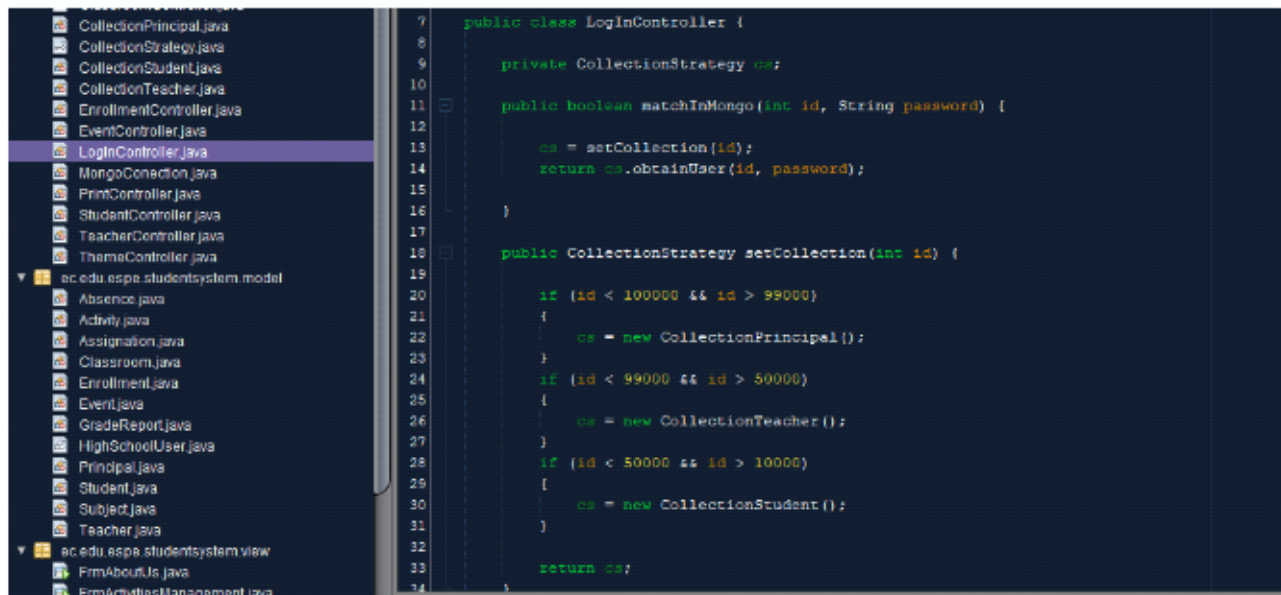 CollectionPrincipal.java
CollectionStrategy.java
CollectionStudent.java
CollectionTeacher.java
EnrollmentController.java
EventController.java
LogInController.java
MongoConection.java
PrintController.java
StudentController.java
TeacherController.java
ThemeController.java
ec.edu.espe.studentsystem.model
Absence.java
Activity.java
Assignation.java
Classroom.java
Enrollment.java
Event.java
GradeReport.java
HighSchoolUser.java
Principal.java
Student.java
Subject.java
Teacher.java
ec.edu.espe.studentsystem.view
FrmAboutUs.java
FrmActivitiesManagement.java
7 public class LogInController {
8
9 private CollectionStrategy cs;
10
11 public boolean matchInMongo(int id, String password) {
12
13 cs = setCollection(id);
14 return cs.obtainUser(id, password);
15
16 }
17
18 public CollectionStrategy setCollection(int id) {
19
20 if (id < 100000 && id > 99000)
21 {
22 cs = new CollectionPrincipal();
23 }
24 if (id < 99000 && id > 50000)
25 {
26 cs = new CollectionTeacher();
27 }
28 if (id < 50000 && id > 10000)
29 {
30 cs = new CollectionStudent();
31 }
32
33 return cs;
34 }